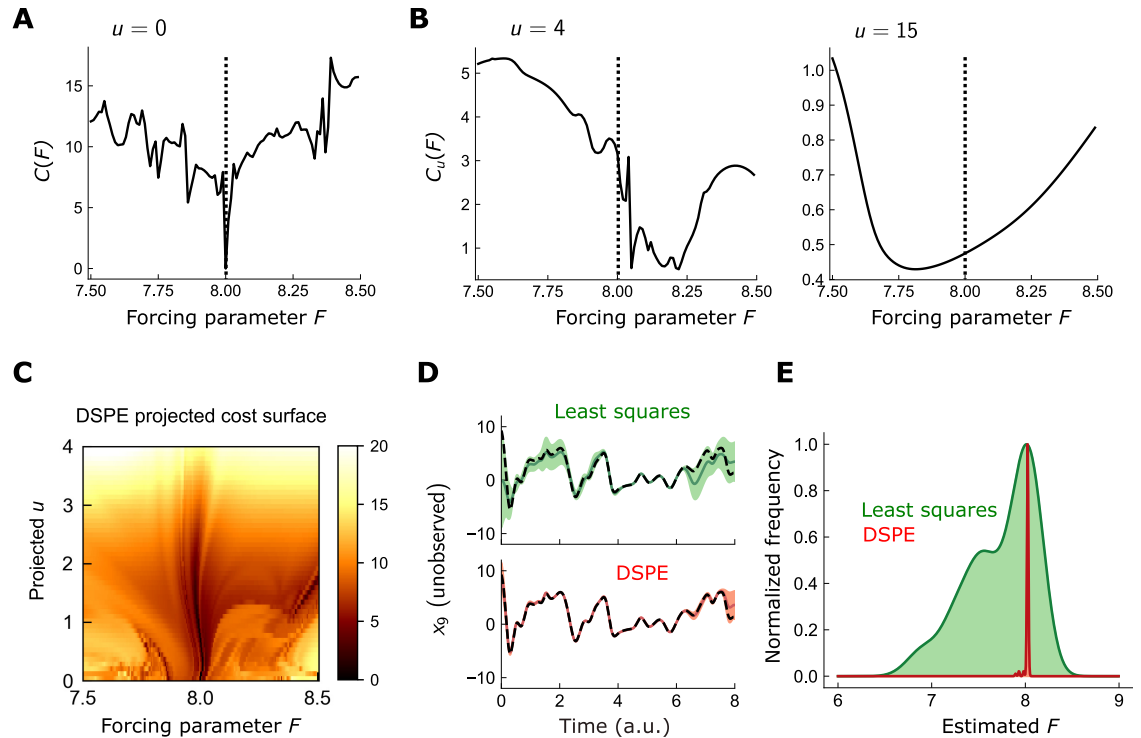 A
u = 0
15
10
5
0
C(F)
7.50
7.75
8.00
8.25
8.50
Forcing parameter F
B
u = 4
5
4
3
2
1
C_u(F)
7.50
7.75
8.00
8.25
8.50
Forcing parameter F
u = 15
1.0
0.9
0.8
0.7
0.6
0.5
0.4
7.50
7.75
8.00
8.25
8.50
Forcing parameter F
C
DSPE projected cost surface
4
3
2
1
0
Projected u
7.5
8.0
8.5
Forcing parameter F
20
15
10
5
0
D
Least squares
10
0
−10
x₉ (unobserved)
DSPE
10
0
−10
0
2
4
6
8
Time (a.u.)
E
1.0
0.8
0.6
0.4
0.2
0.0
Normalized frequency
Least squares
DSPE
6
7
8
9
Estimated F